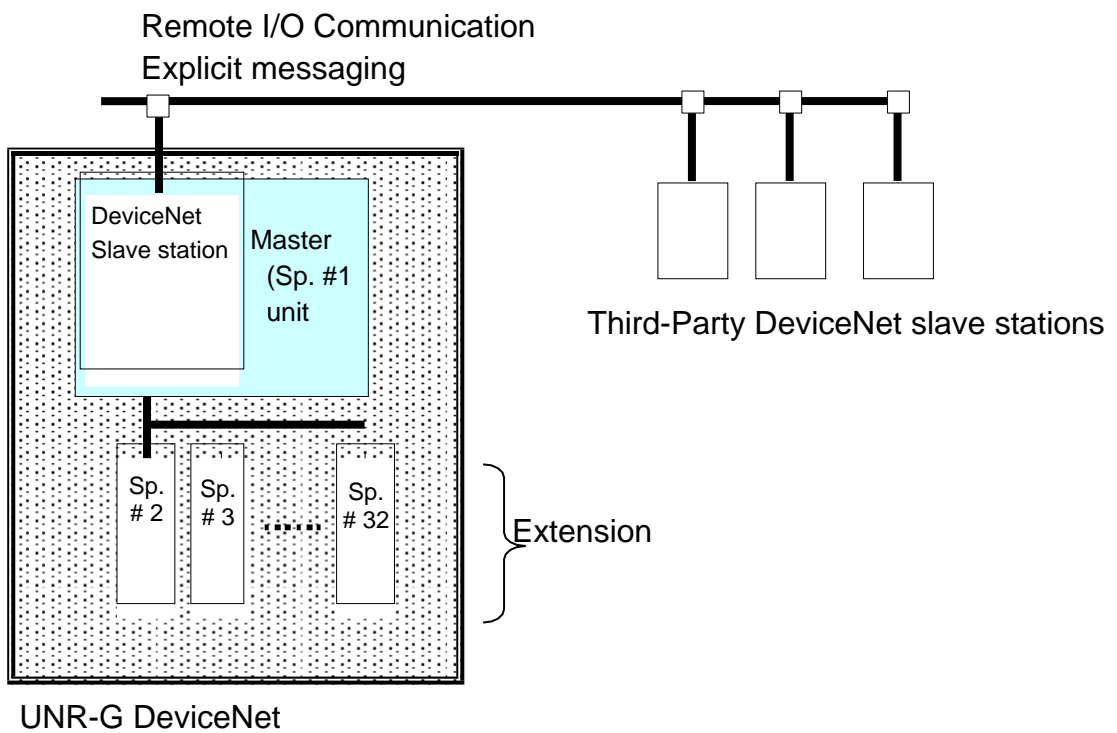 Remote I/O Communication
Explicit messaging
DeviceNet
Slave station
Master
(Sp. #1
unit
Third-Party DeviceNet slave stations
Sp.
# 2
Sp.
# 3
Sp.
# 32
Extension
UNR-G DeviceNet